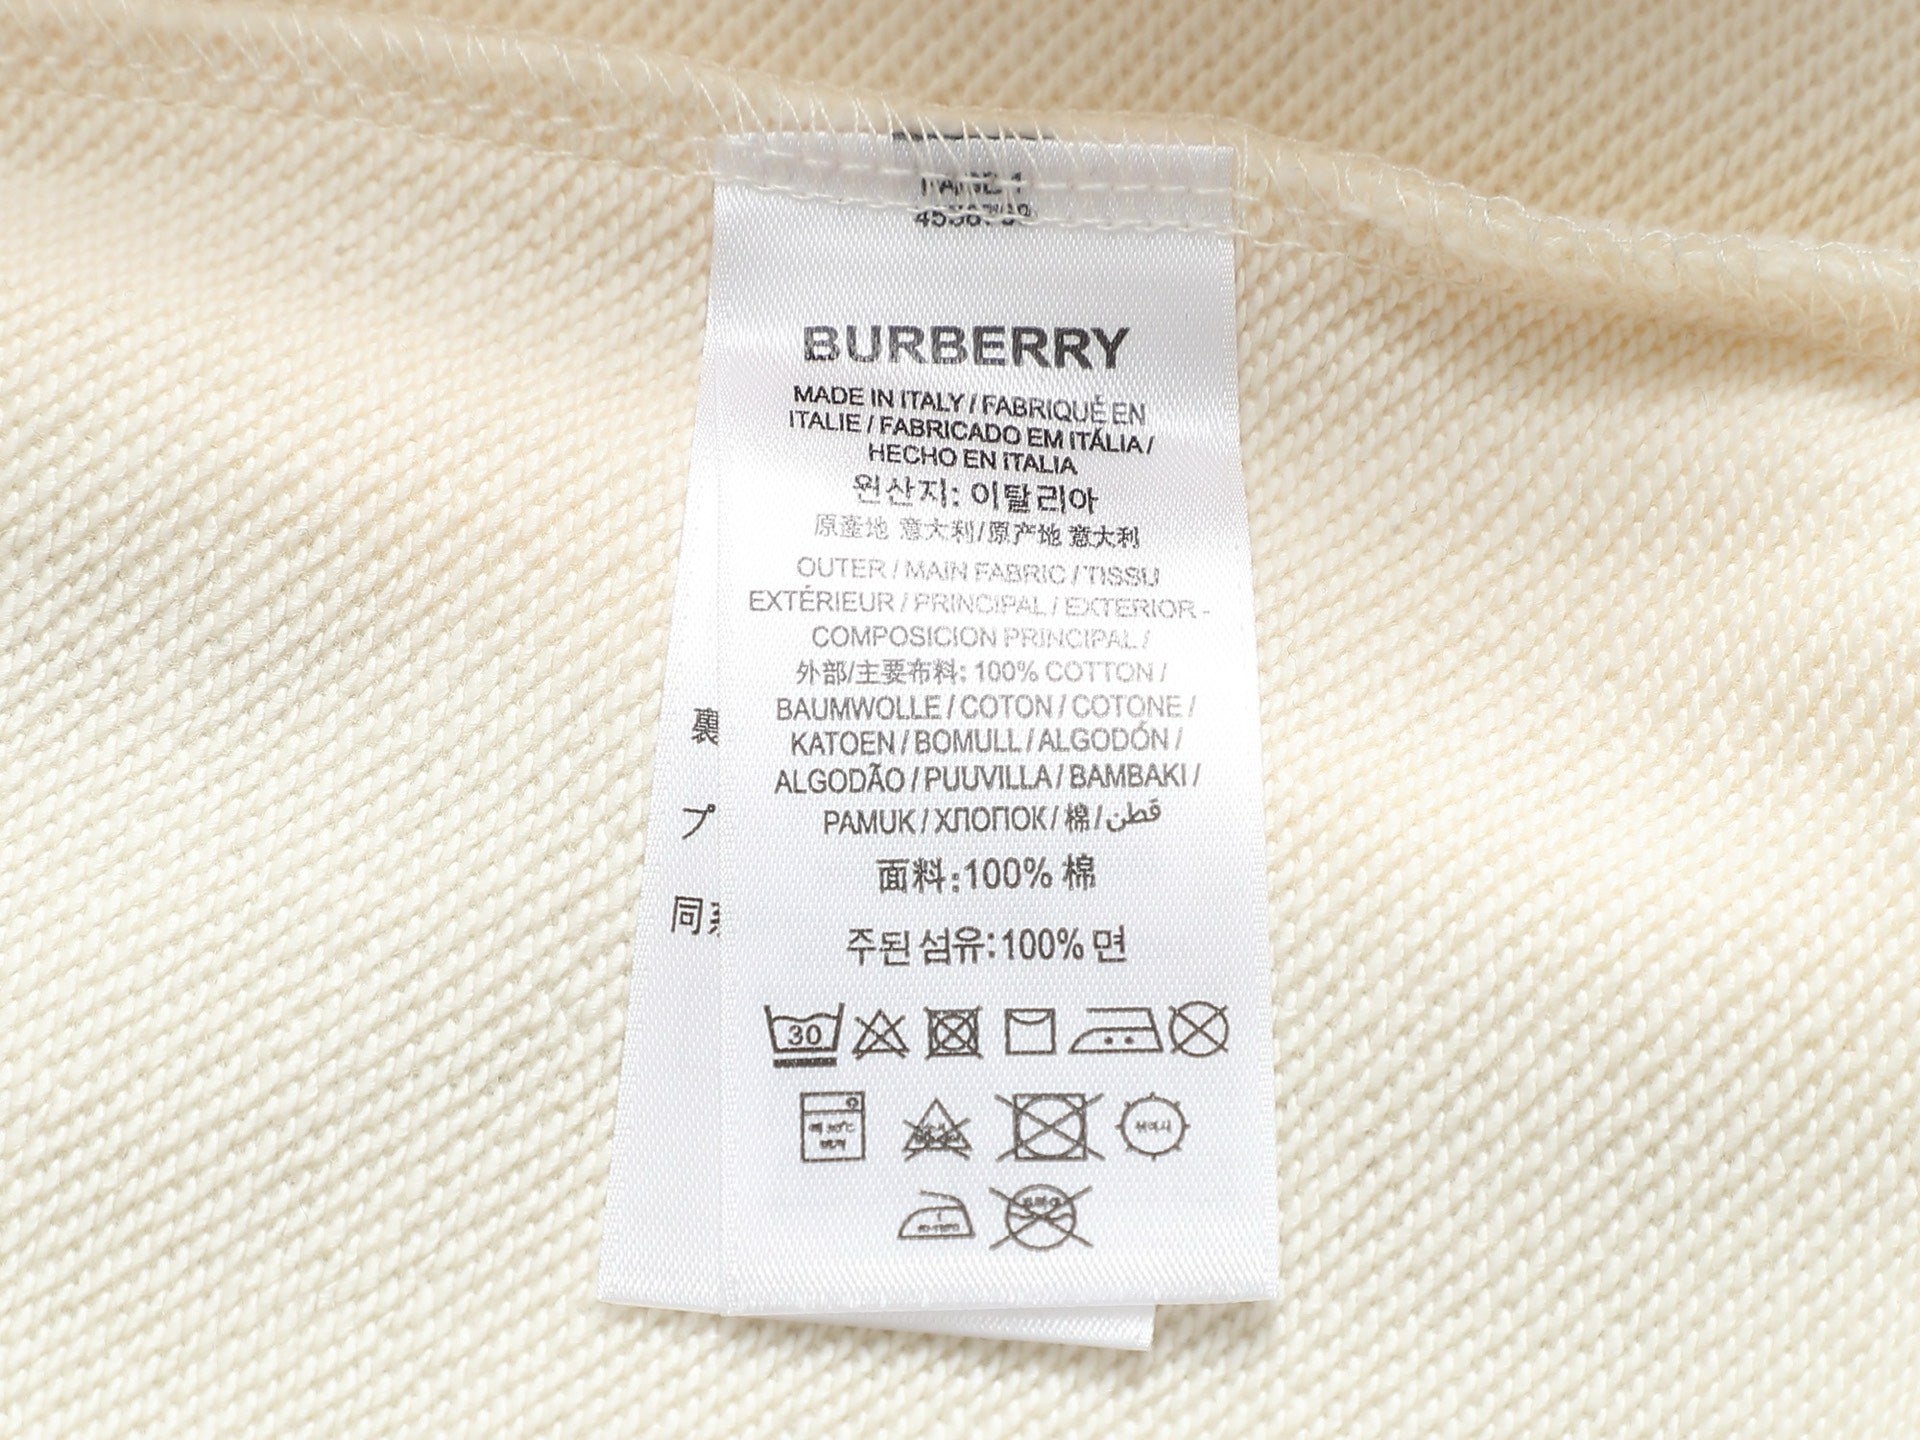 BURBERRY
MADE IN ITALY / FABRIQUÉ EN
ITALIE / FABRICADO EM ITÁLIA /
HECHO EN ITALIA
원산지: 이탈리아
原產地 意大利/原产地 意大利
OUTER / MAIN FABRIC / TISSU
EXTÉRIEUR / PRINCIPAL / EXTERIOR -
COMPOSICION PRINCIPAL /
外部/主要布料: 100% COTTON /
BAUMWOLLE / COTON / COTONE /
KATOEN / BOMULL / ALGODÓN /
ALGODÃO / PUUVILLA / BAMBAKI /
PAMUK / ХЛОПОК / 棉 / قطن
面料:100% 棉
주된 섬유:100% 면
30
裏
プ
同